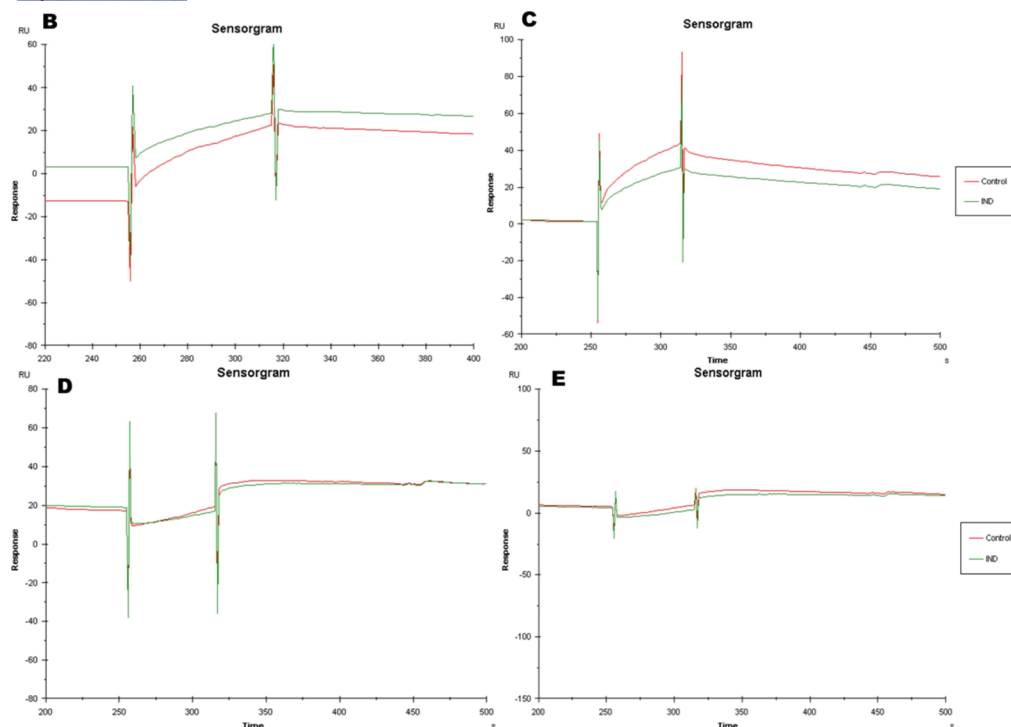 B
Sensorgram
RU
60
40
20
0
-20
-40
-60
-80
Response
220 240 260 280 300 320 340 360 380 400
C
Sensorgram
RU
100
80
60
40
20
0
-20
-40
-60
Response
200 250 300 350 400 450 500
Time
s
Control
IND
D
Sensorgram
RU
80
60
40
20
0
-20
-40
-60
-80
Response
200 250 300 350 400 450 500
Time
E
Sensorgram
RU
100
50
0
-50
-100
-150
Response
200 250 300 350 400 450 500
Time
Control
IND